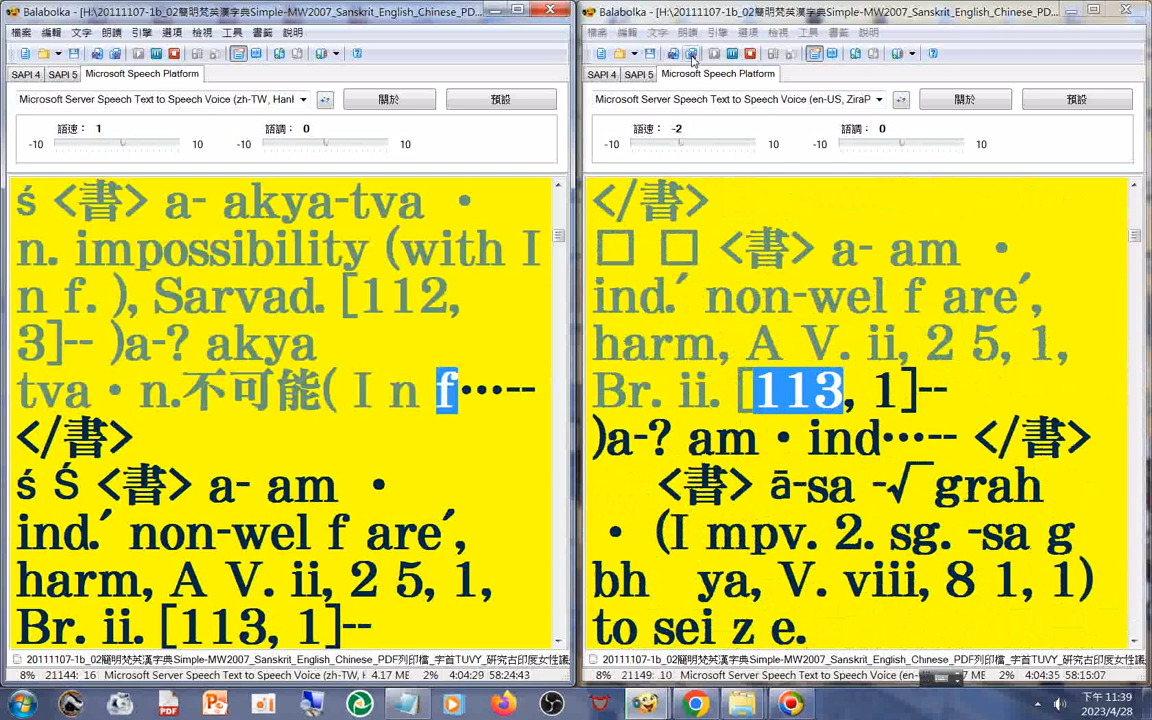 Balabolka - [H:\20111107-1b_02簡明梵英漢字典Simple-MW2007_Sanskrit_English_Chinese_PD...
檔案 編輯 文字 朗讀 引擎 選項 檢視 工具 書籤 說明
SAPI 4 SAPI 5 Microsoft Speech Platform
Microsoft Server Speech Text to Speech Voice (zh-TW, Hanl 關於 預設
語速： 1 語調： 0
-10 10 -10 10
ś <書> a- akya-tva •
n. impossibility (with I
n f. ), Sarvad. [112,
3]-- )a-? akya
tva • n.不可能( I n f…--
</書>
ś Ś <書> a- am •
ind.´ non-wel f are´,
harm, A V. ii, 2 5, 1,
Br. ii. [113, 1]--
20111107-1b_02簡明梵英漢字典Simple-MW2007_Sanskrit_English_Chinese_PDF列印檔_字首TUVY_研究古印度女性議
8% 21144: 16 Microsoft Server Speech Text to Speech Voice (zh-TW, H 4.17 ME 2% 4:04:29 58:24:43
Balabolka - [H:\20111107-1b_02簡明梵英漢字典Simple-MW2007_Sanskrit_English_Chinese_PDF...
檔案 編輯 文字 朗讀 引擎 選項 檢視 工具 書籤 說明
SAPI 4 SAPI 5 Microsoft Speech Platform
Microsoft Server Speech Text to Speech Voice (en-US, ZiraP 關於 預設
語速： -2 語調： 0
-10 10 -10 10
</書>
□ □ <書> a- am •
ind.´ non-wel f are´,
harm, A V. ii, 2 5, 1,
Br. ii. [113, 1]--
)a-? am • ind…-- </書>
<書> ā-sa -√ grah
• (I mpv. 2. sg. -sa g
bh ya, V. viii, 8 1, 1)
to sei z e.
20111107-1b_02簡明梵英漢字典Simple-MW2007_Sanskrit_English_Chinese_PDF列印檔_字首TUVY_研究古印度女性議
8% 21149: 10 Microsoft Server Speech Text to Speech Voice (en-US, 2% 4:04:35 58:15:07
下午 11:39
2023/4/28